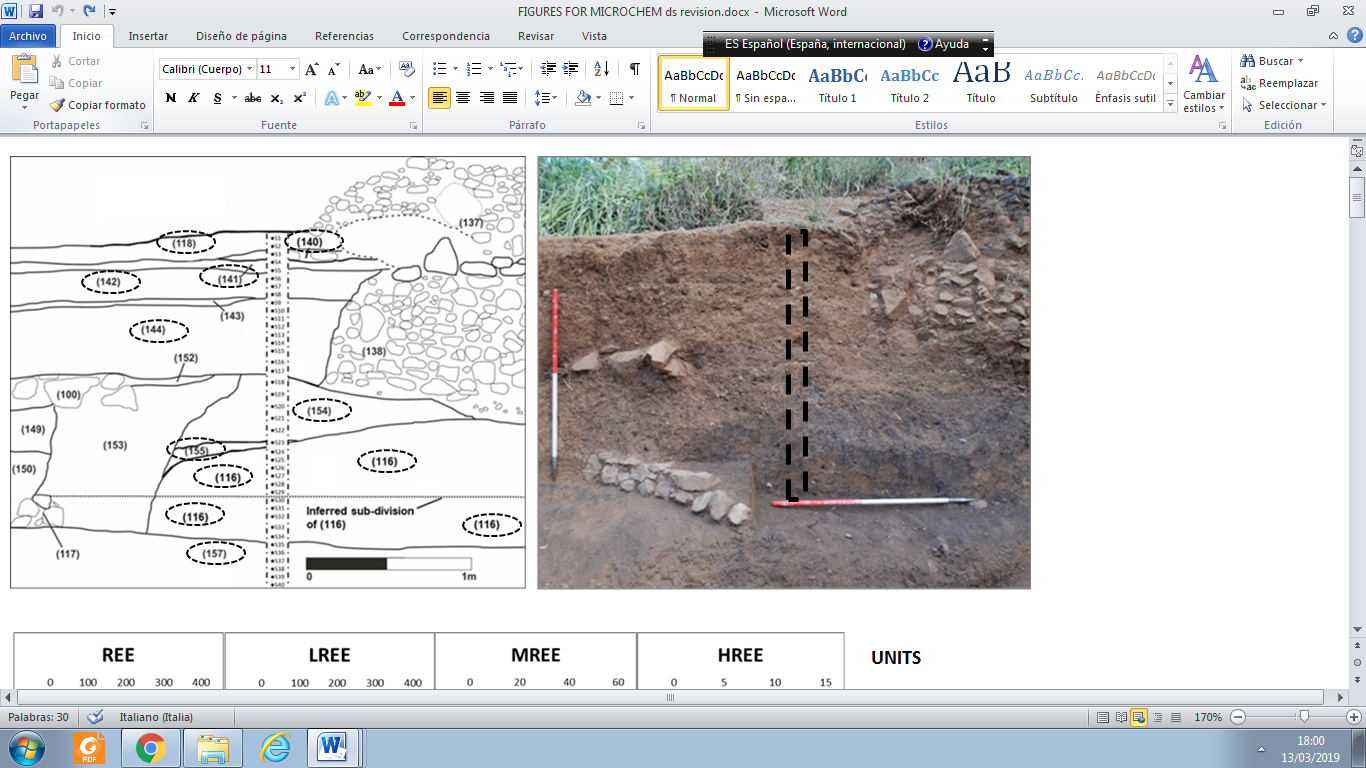 FIGURES FOR MICROCHEM ds revision.docx - Microsoft Word
Archivo Inicio Insertar Diseño de página Referencias Correspondencia Revisar Vista
ES Español (España, internacional) Ayuda
Pegar
Cortar
Copiar
Copiar formato
Portapapeles
Calibri (Cuerpo) 11
N K S abc x₂ x²
Fuente
Párrafo
AaBbCcDc AaBbCcDc AaBbC AaBbCc AaB AaBbCc. AaBbCcDc
¶ Normal ¶ Sin espa... Título 1 Título 2 Título Subtítulo Énfasis sutil
Cambiar estilos
Estilos
Buscar
Reemplazar
Seleccionar
Edición
(137)
(118) (140)
(142) (141)
(143)
(144)
(152)
(138)
(100)
(154)
(149)
(153)
(155)
(150)
(116)
(116)
(116)
Inferred sub-division
of (116)
(116)
(117)
(157)
0 1m
REE LREE MREE HREE UNITS
0 100 200 300 400 0 100 200 300 400 0 20 40 60 0 5 10 15
Palabras: 30 Italiano (Italia) 170%
PDF
18:00
13/03/2019